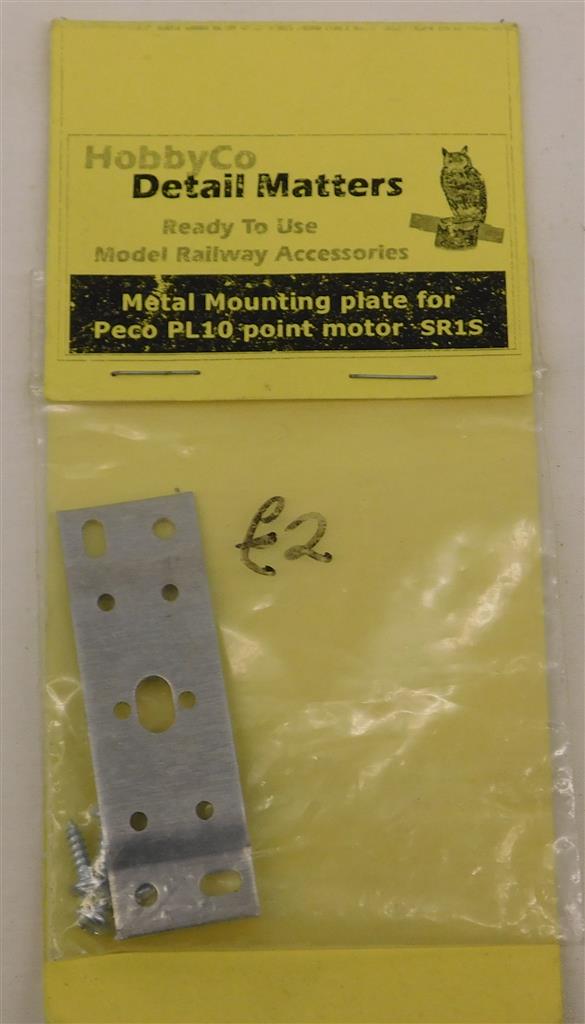 HobbyCo
Detail Matters
Ready To Use
Model Railway Accessories
Metal Mounting plate for
Peco PL10 point motor SR1S
£2